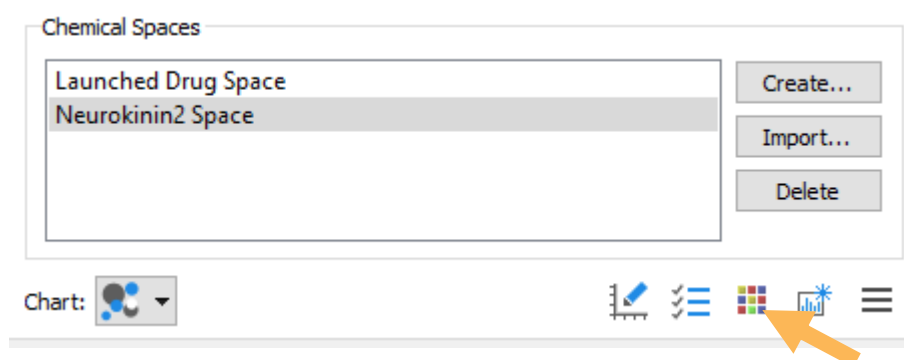 Chemical Spaces
Launched Drug Space
Neurokinin2 Space
Create...
Import...
Delete
Chart: